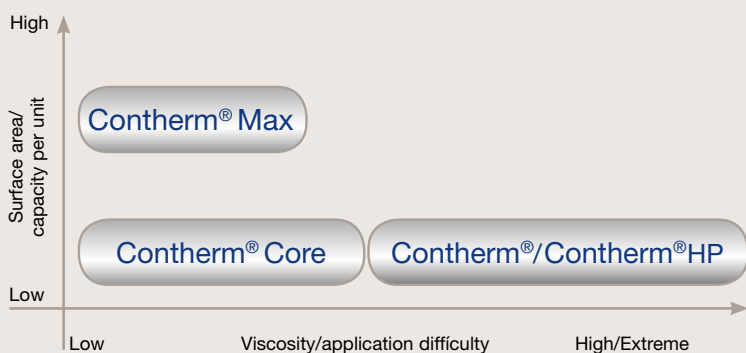 High
Surface area/
capacity per unit
Contherm® Max
Contherm® Core
Contherm®/Contherm®HP
Low
Low
Viscosity/application difficulty
High/Extreme